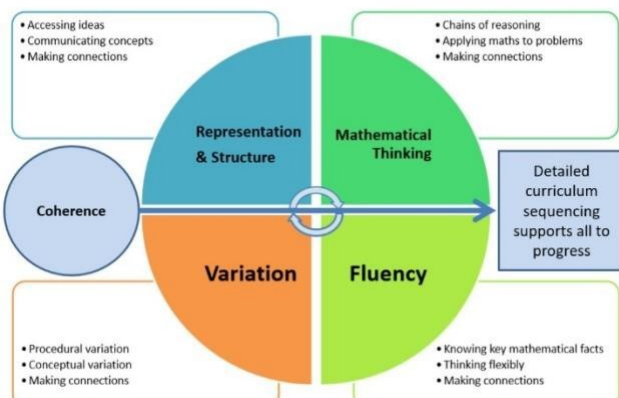 • Accessing ideas
• Communicating concepts
• Making connections
• Chains of reasoning
• Applying maths to problems
• Making connections
Representation
& Structure
Mathematical
Thinking
Coherence
Detailed
curriculum
sequencing
supports all to
progress
Variation
Fluency
• Procedural variation
• Conceptual variation
• Making connections
• Knowing key mathematical facts
• Thinking flexibly
• Making connections